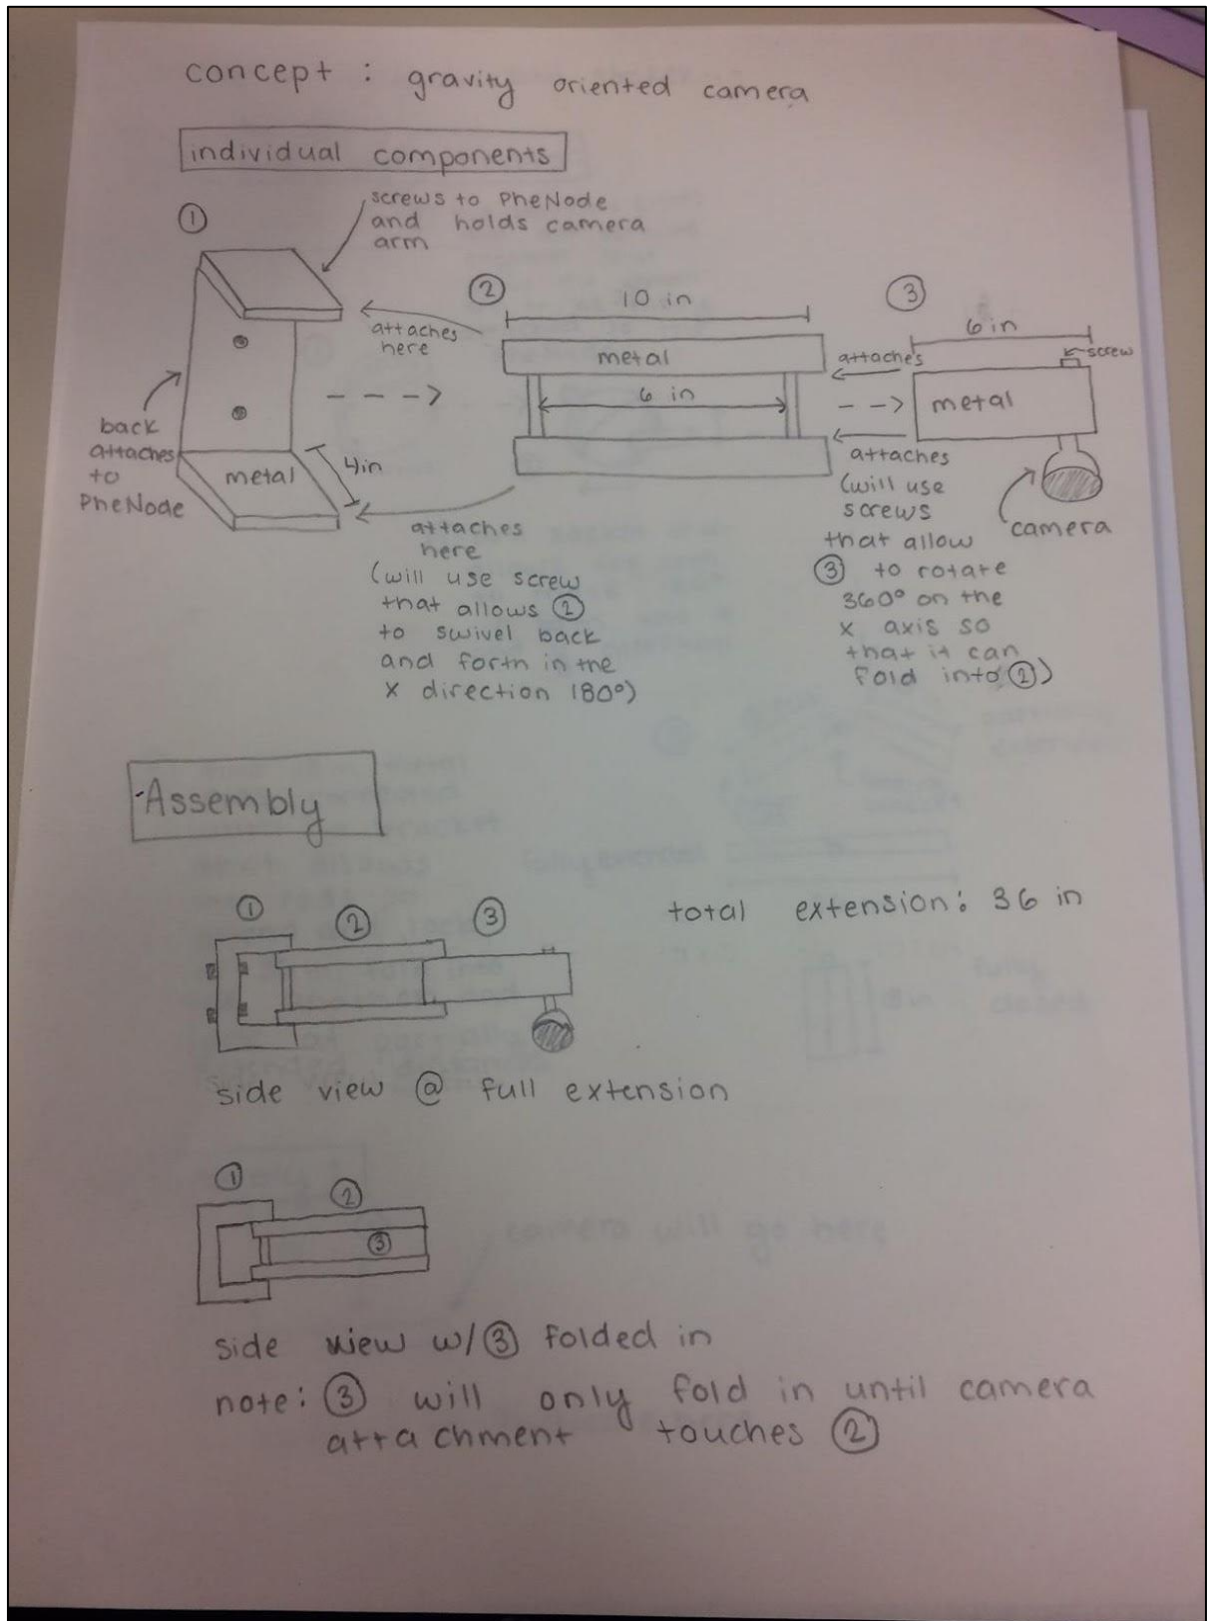 concept : gravity oriented camera
individual components
screws to PheNode
and holds camera
arm
①
②
10 in
③
6 in
screw
attaches
here
metal
attaches
6 in
metal
back
attaches
to
PheNode
metal
4in
attaches
here
(will use screw
that allows ②
to swivel back
and forth in the
x direction 180°)
attaches
(will use
screws
that allow
③ to rotate
360° on the
x axis so
that it can
fold into ②)
camera
Assembly
① ② ③
total extension: 36 in
side view @ full extension
①
②
③
side view w/③ folded in
note: ③ will only fold in until camera
attachment touches ②
camera will go here